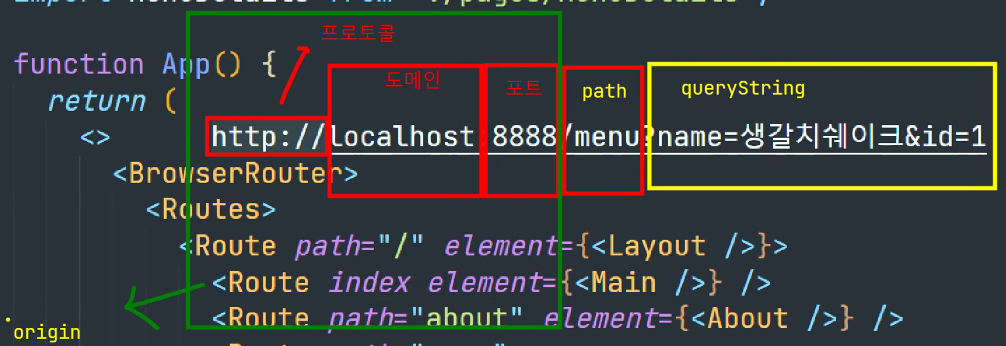 프로토콜
function App() {
도메인
포트
path
queryString
return (
<> http://localhost:8888/menu?name=생갈치쉐이크&id=1
<BrowserRouter>
<Routes>
<Route path="/" element={<Layout />}>
<Route index element={<Main />} />
<Route path="about" element={<About />} />
origin